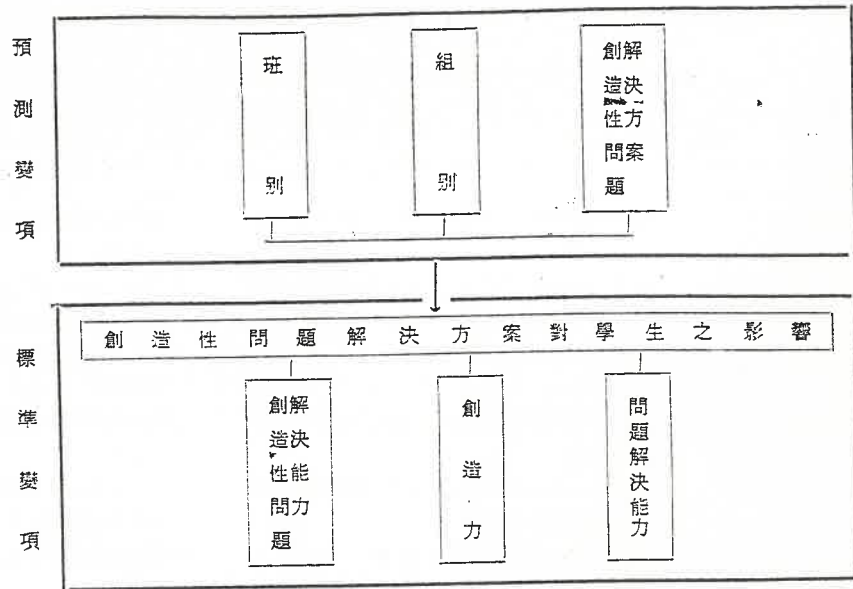 預測變項
班別
組別
創造性問題
解決方案
創造性問題解決方案對學生之影響
標準變項
創造性問題
解決能力
創造力
問題解決能力